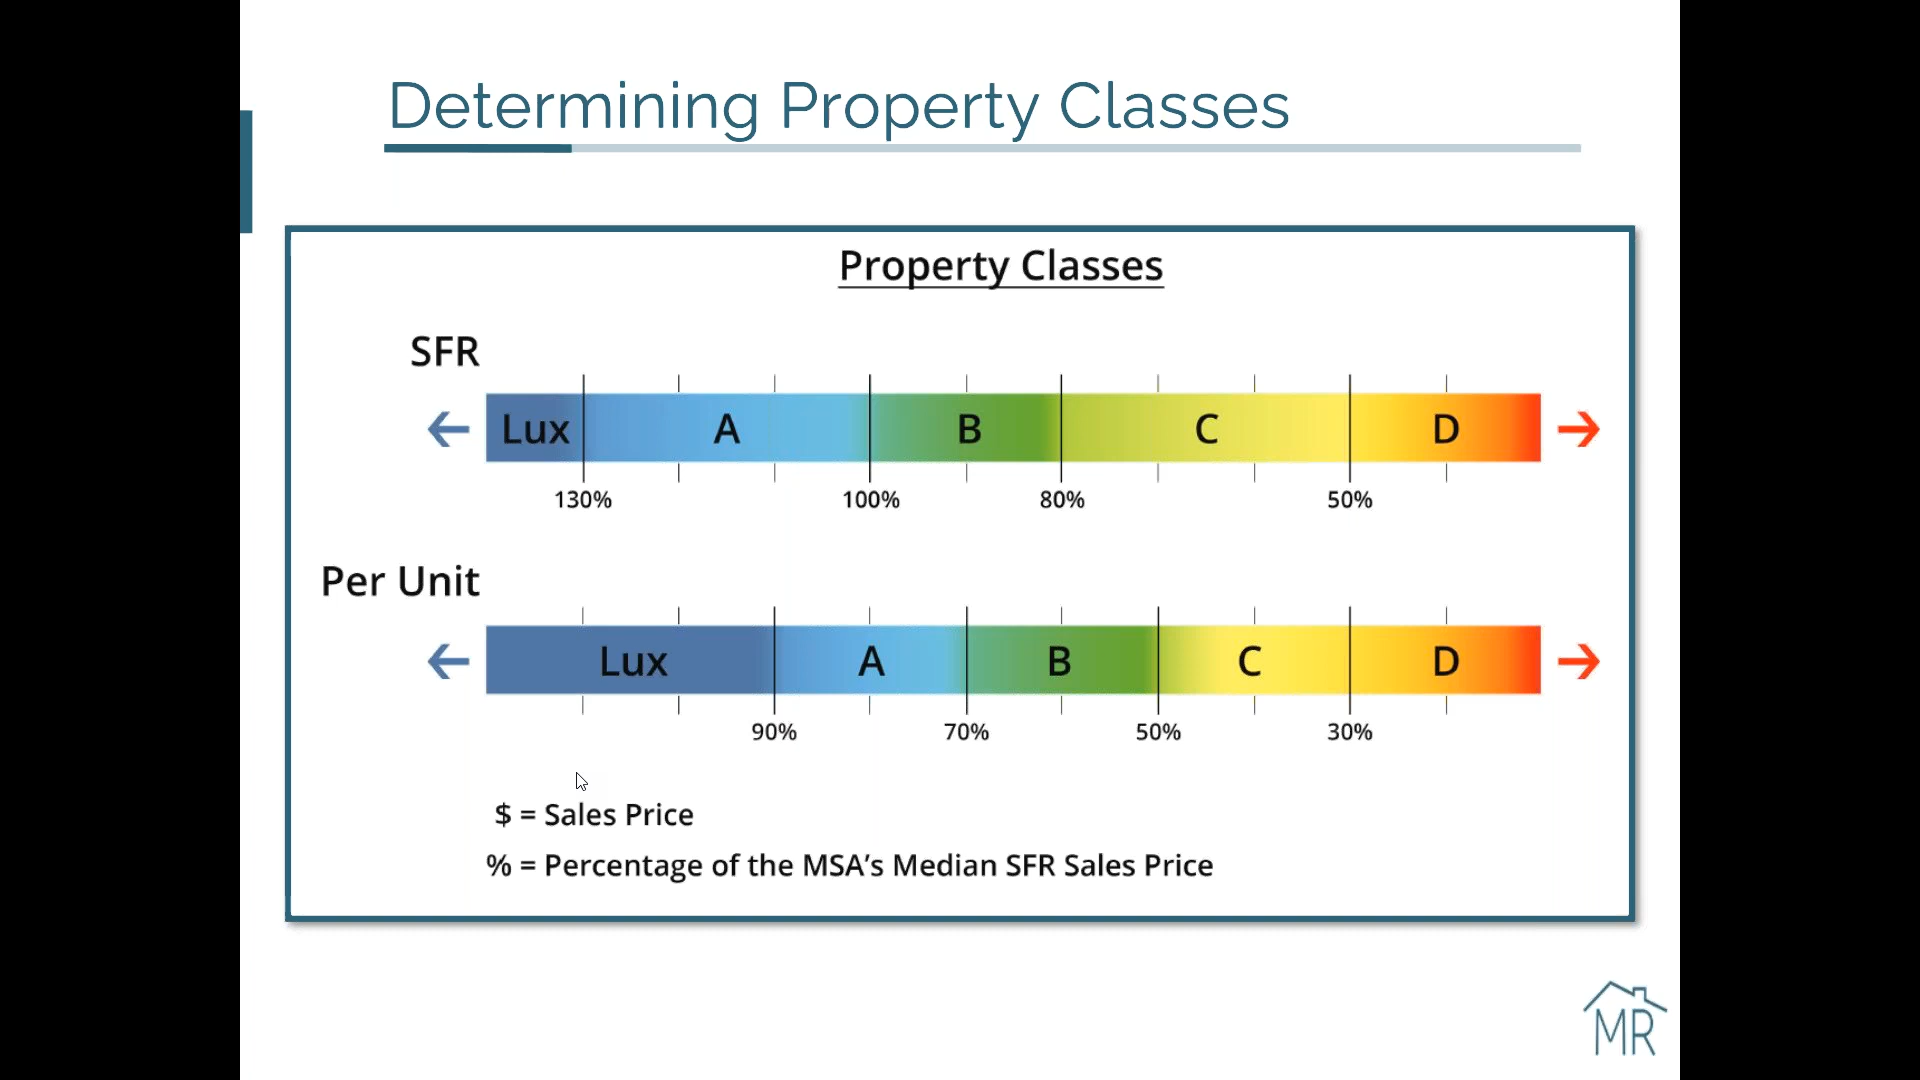 Determining Property Classes
Property Classes
SFR
Lux A B C D
130% 100% 80% 50%
Per Unit
Lux A B C D
90% 70% 50% 30%
$ = Sales Price
% = Percentage of the MSA's Median SFR Sales Price
MR